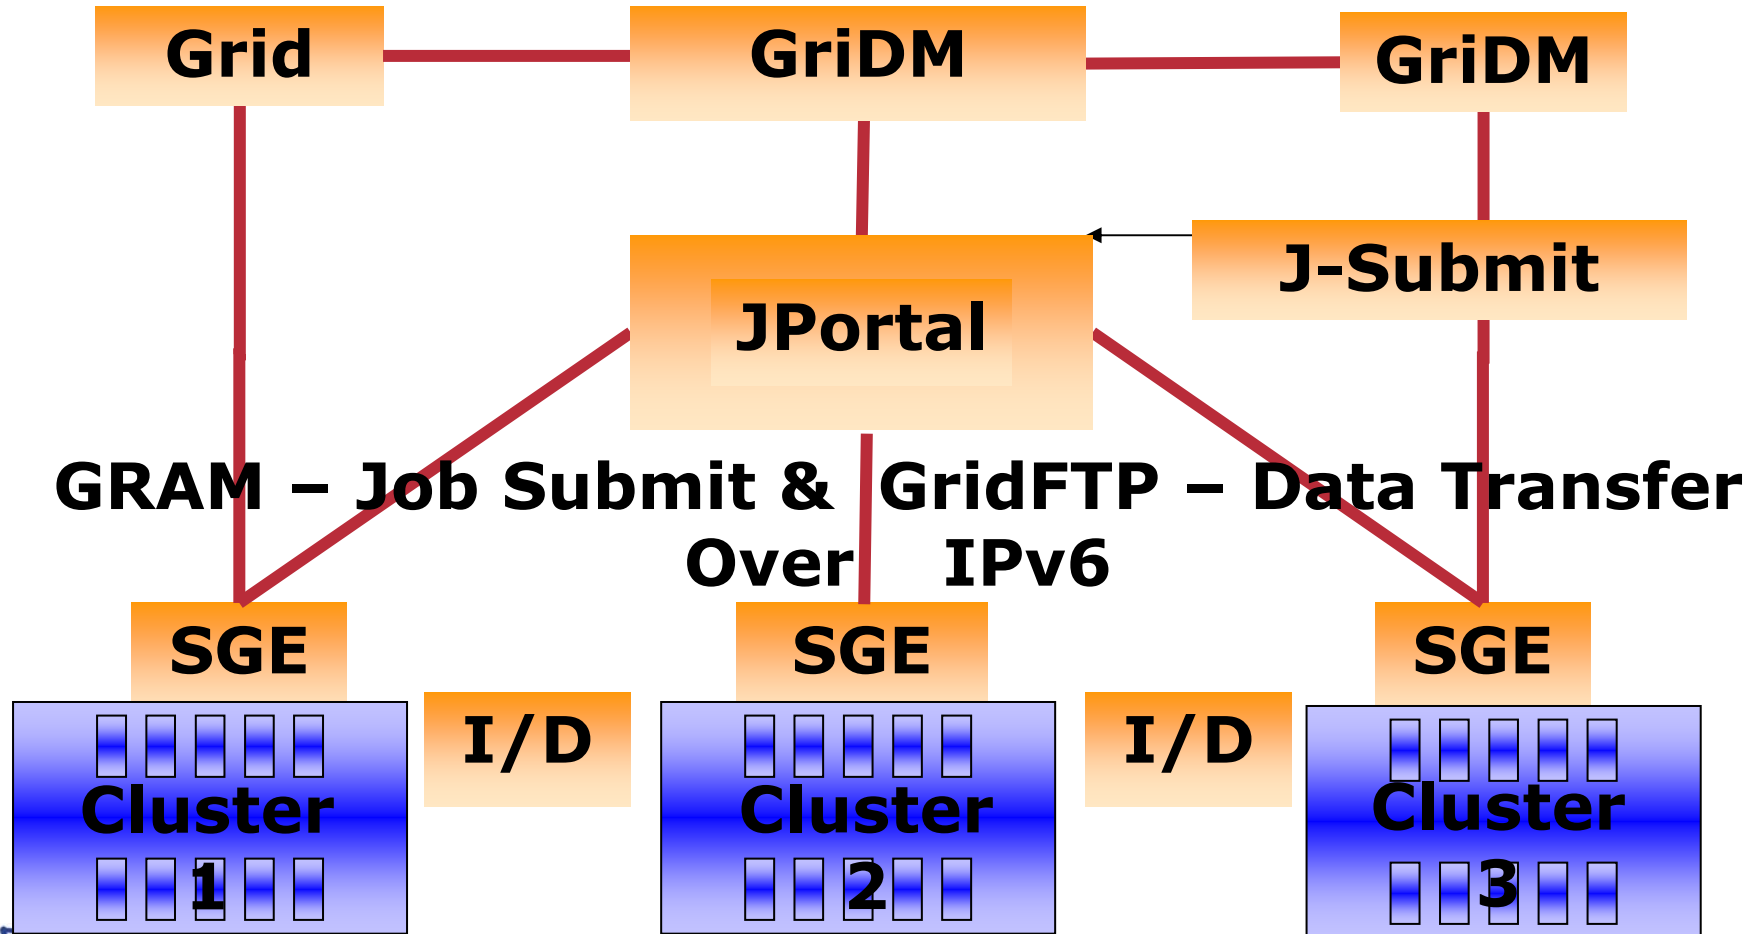 Grid
GriDM
GriDM
J-Submit
JPortal
GRAM – Job Submit & GridFTP – Data Transfer
Over IPv6
SGE
SGE
SGE
I/D
I/D
Cluster
1
Cluster
2
Cluster
3